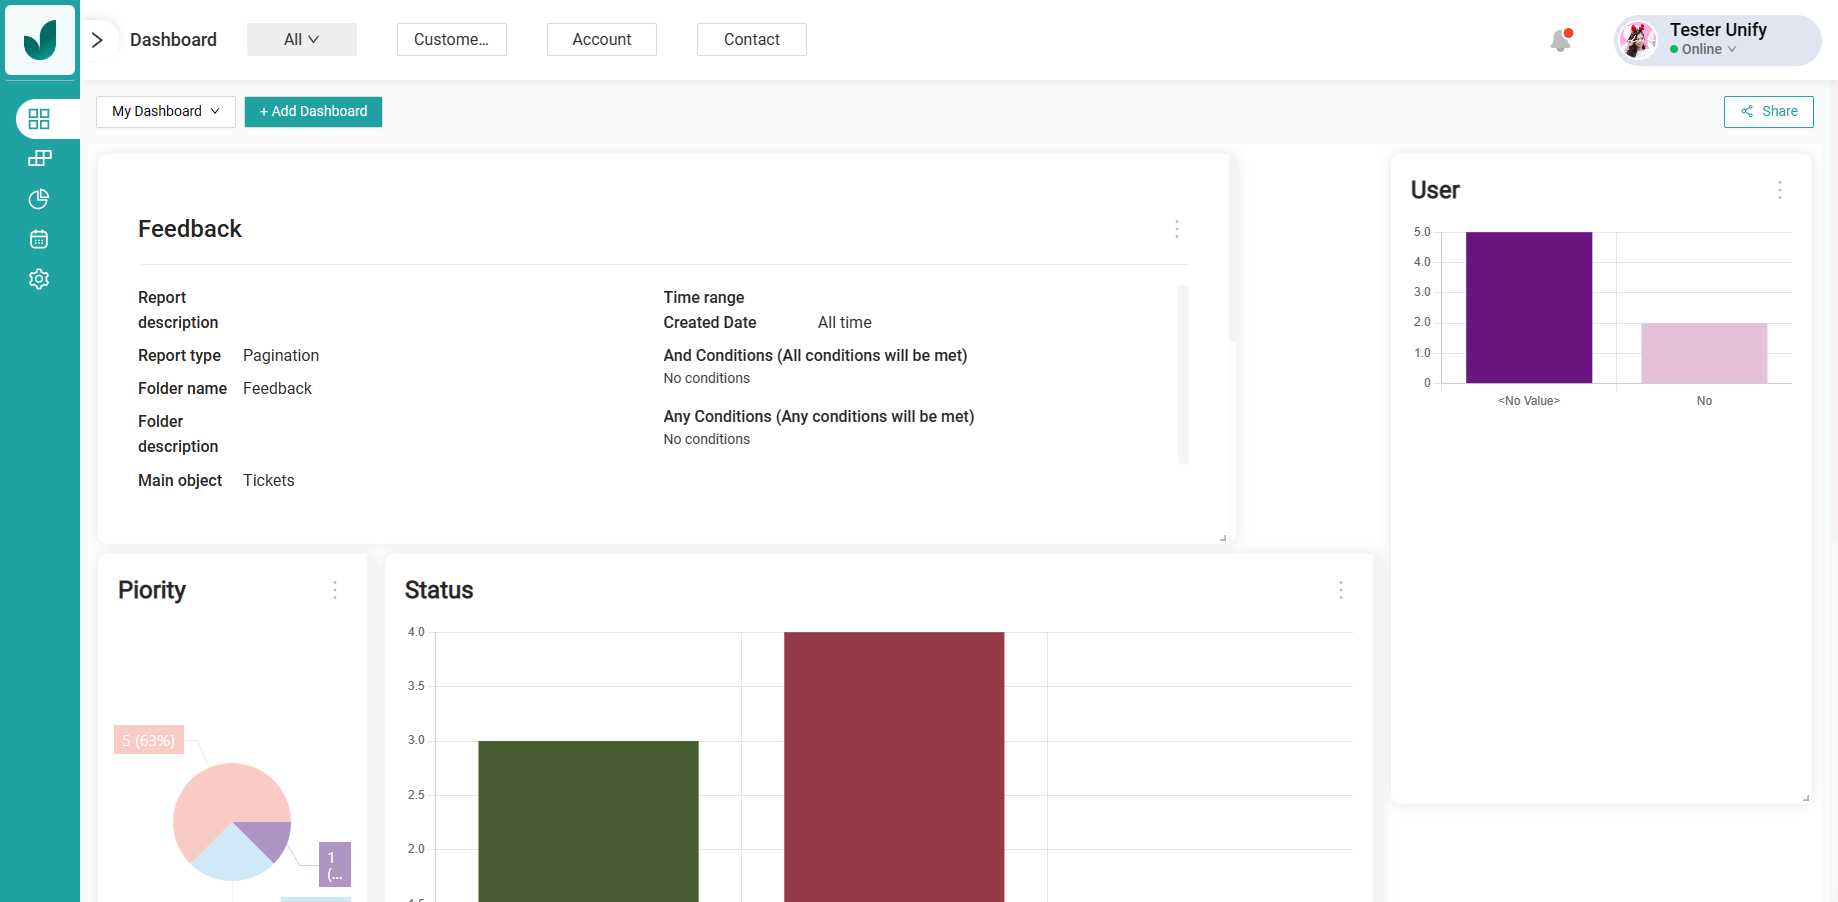 Dashboard
All
Custome...
Account
Contact
Tester Unify
Online
My Dashboard
+ Add Dashboard
Share
Feedback
Report description
Report type Pagination
Folder name Feedback
Folder description
Main object Tickets
Time range
Created Date All time
And Conditions (All conditions will be met)
No conditions
Any Conditions (Any conditions will be met)
No conditions
User
5.0
4.0
3.0
2.0
1.0
0
<No Value>
No
Piority
5 (63%)
1
(...
Status
4.0
3.5
3.0
2.5
2.0
1.5